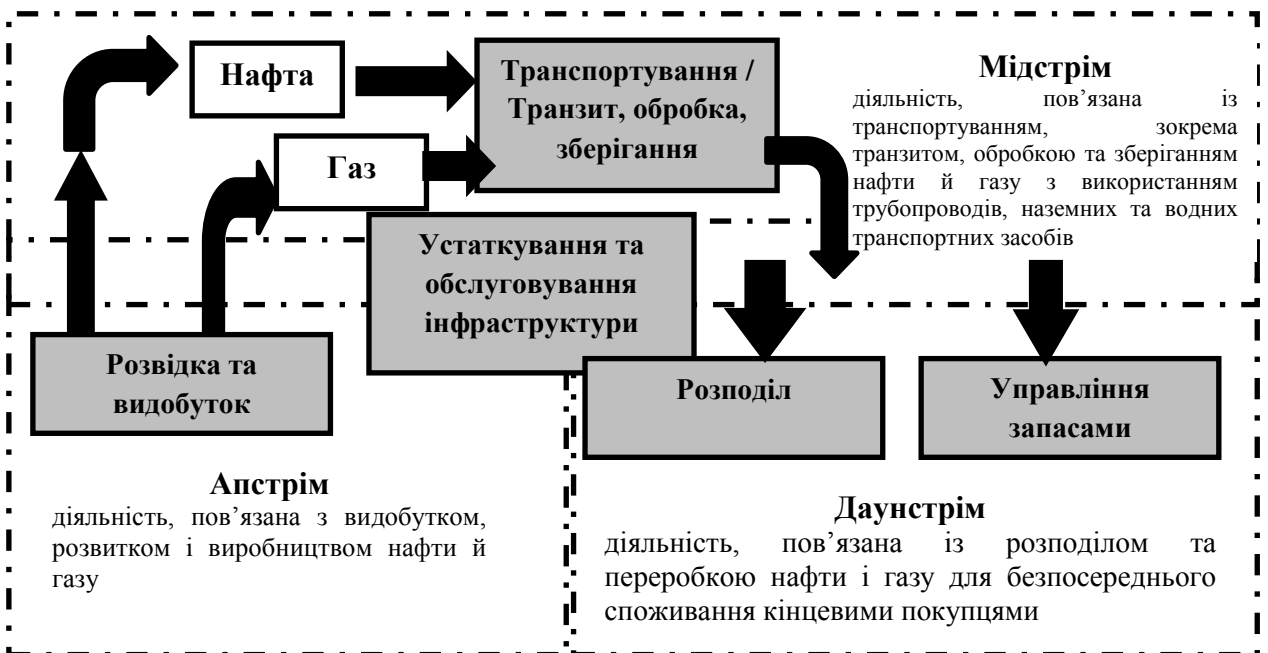 Нафта
Транспортування /
Транзит, обробка,
зберігання
Газ
Мідстрім
діяльність, пов’язана із
транспортуванням, зокрема
транзитом, обробкою та зберіганням
нафти й газу з використанням
трубопроводів, наземних та водних
транспортних засобів
Устаткування та
обслуговування
інфраструктури
Розвідка та
видобуток
Розподіл
Управління
запасами
Апстрім
діяльність, пов’язана з видобутком,
розвитком і виробництвом нафти й
газу
Даунстрім
діяльність, пов’язана із розподілом та
переробкою нафти і газу для безпосереднього
споживання кінцевими покупцями